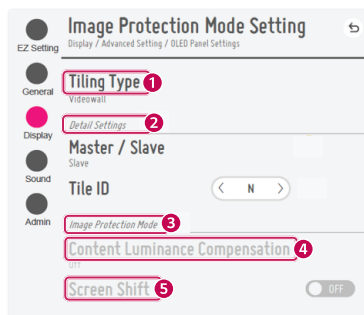 Image Protection Mode Setting
Display / Advanced Setting / OLED Panel Settings
EZ Setting
General
Display
Sound
Admin
Tiling Type 1
Videowall
Detail Settings 2
Master / Slave
Slave
Tile ID
< N >
Image Protection Mode 3
Content Luminance Compensation 4
Off
Screen Shift 5
OFF